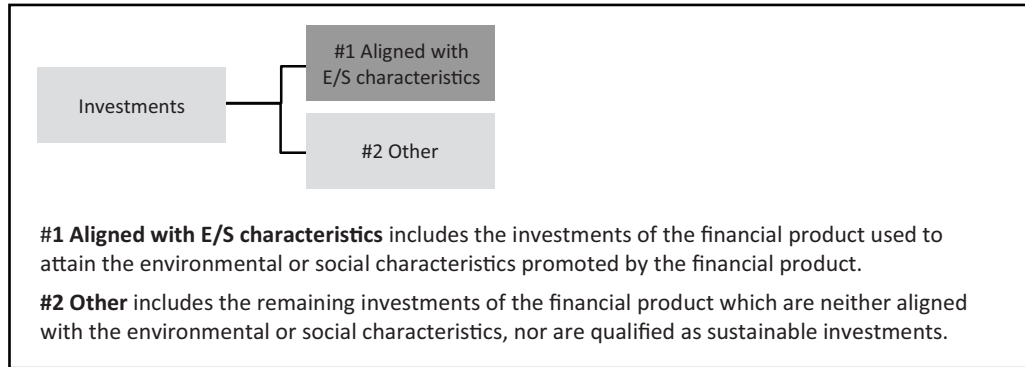 #1 Aligned with
E/S characteristics
Investments
#2 Other
#1 Aligned with E/S characteristics includes the investments of the financial product used to
attain the environmental or social characteristics promoted by the financial product.
#2 Other includes the remaining investments of the financial product which are neither aligned
with the environmental or social characteristics, nor are qualified as sustainable investments.